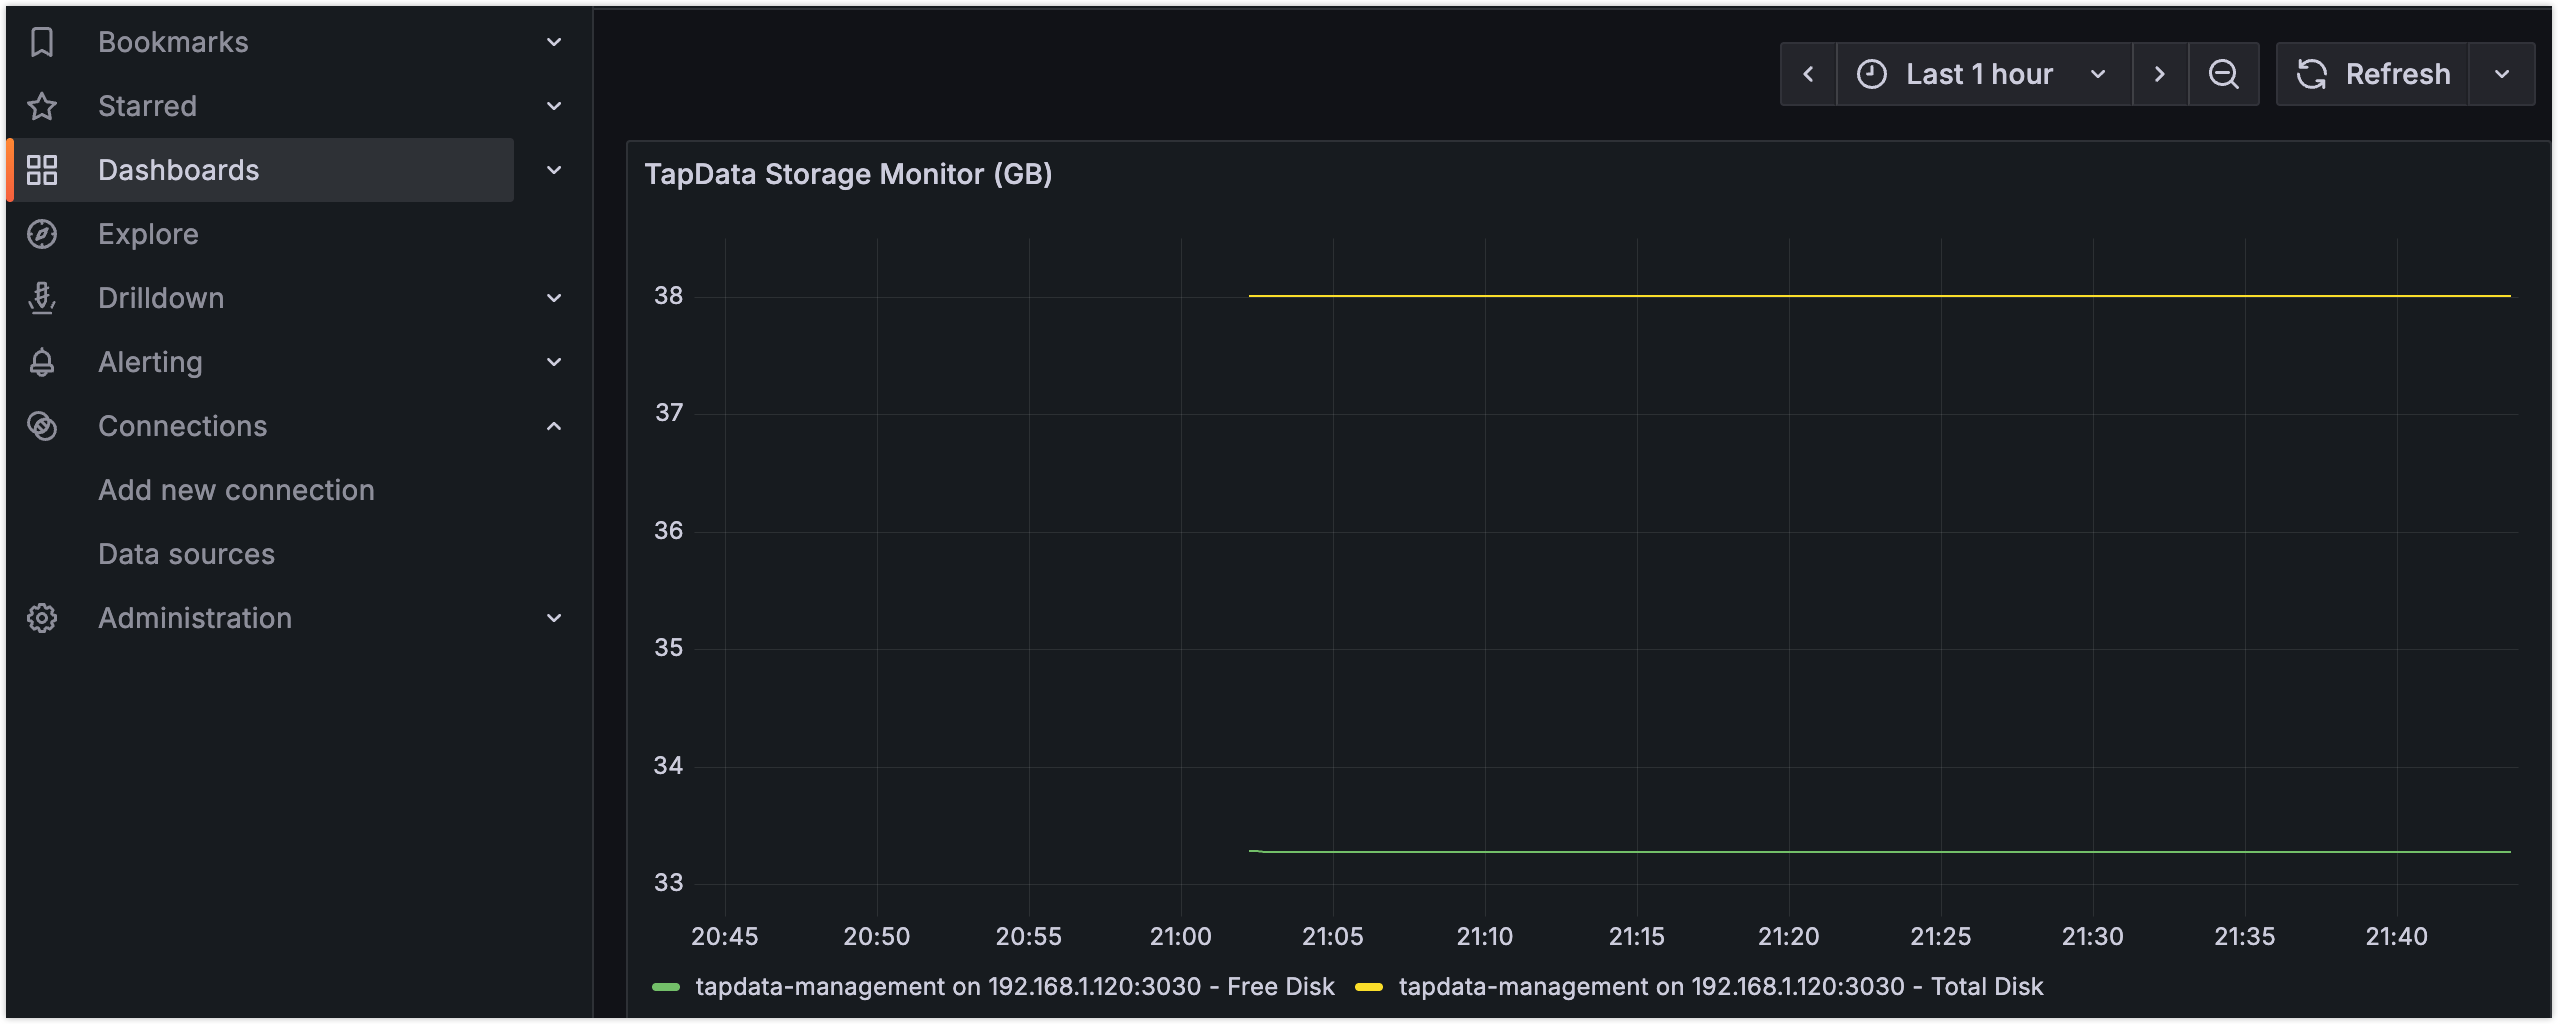 Bookmarks
Starred
Dashboards
Explore
Drilldown
Alerting
Connections
Add new connection
Data sources
Administration
Last 1 hour
Refresh
TapData Storage Monitor (GB)
38
37
36
35
34
33
20:45 20:50 20:55 21:00 21:05 21:10 21:15 21:20 21:25 21:30 21:35 21:40
tapdata-management on 192.168.1.120:3030 - Free Disk tapdata-management on 192.168.1.120:3030 - Total Disk